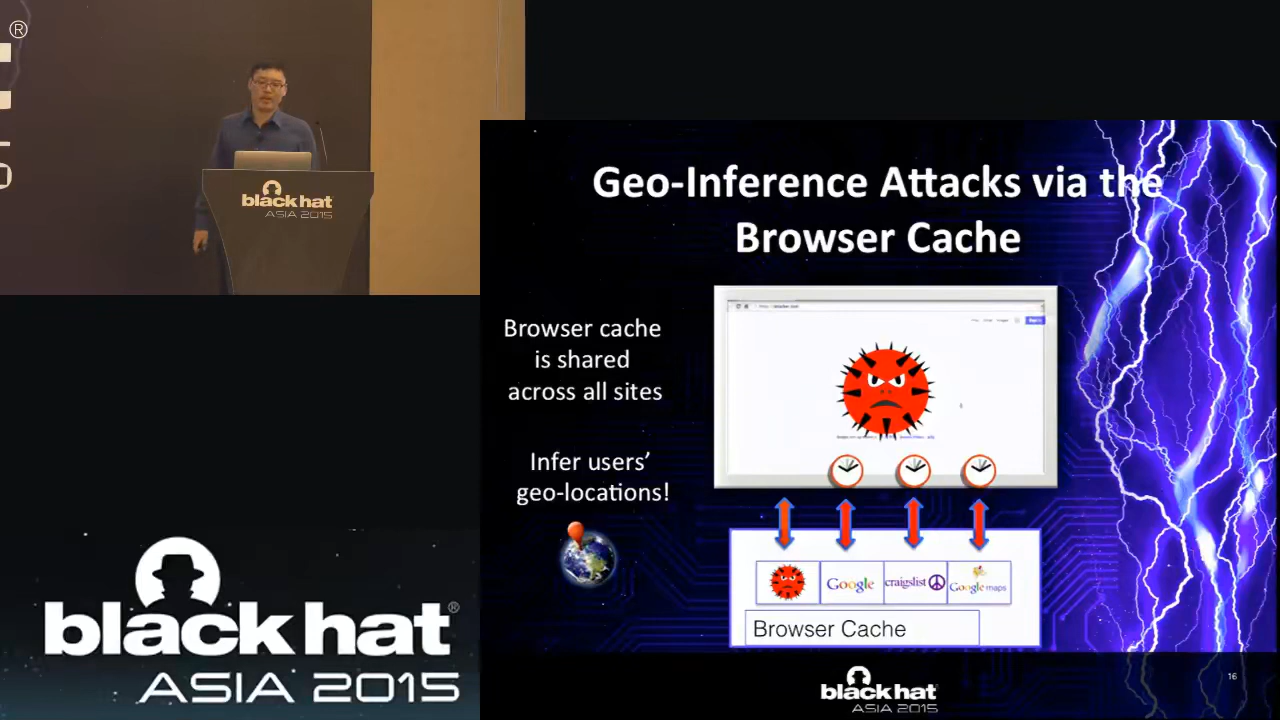 ®
black hat
ASIA 2015
Geo-Inference Attacks via the
Browser Cache
Browser cache
is shared
across all sites
Infer users’
geo-locations!
Google
craigslist
Google maps
Browser Cache
black hat®
ASIA 2015
black hat
ASIA 2015
16